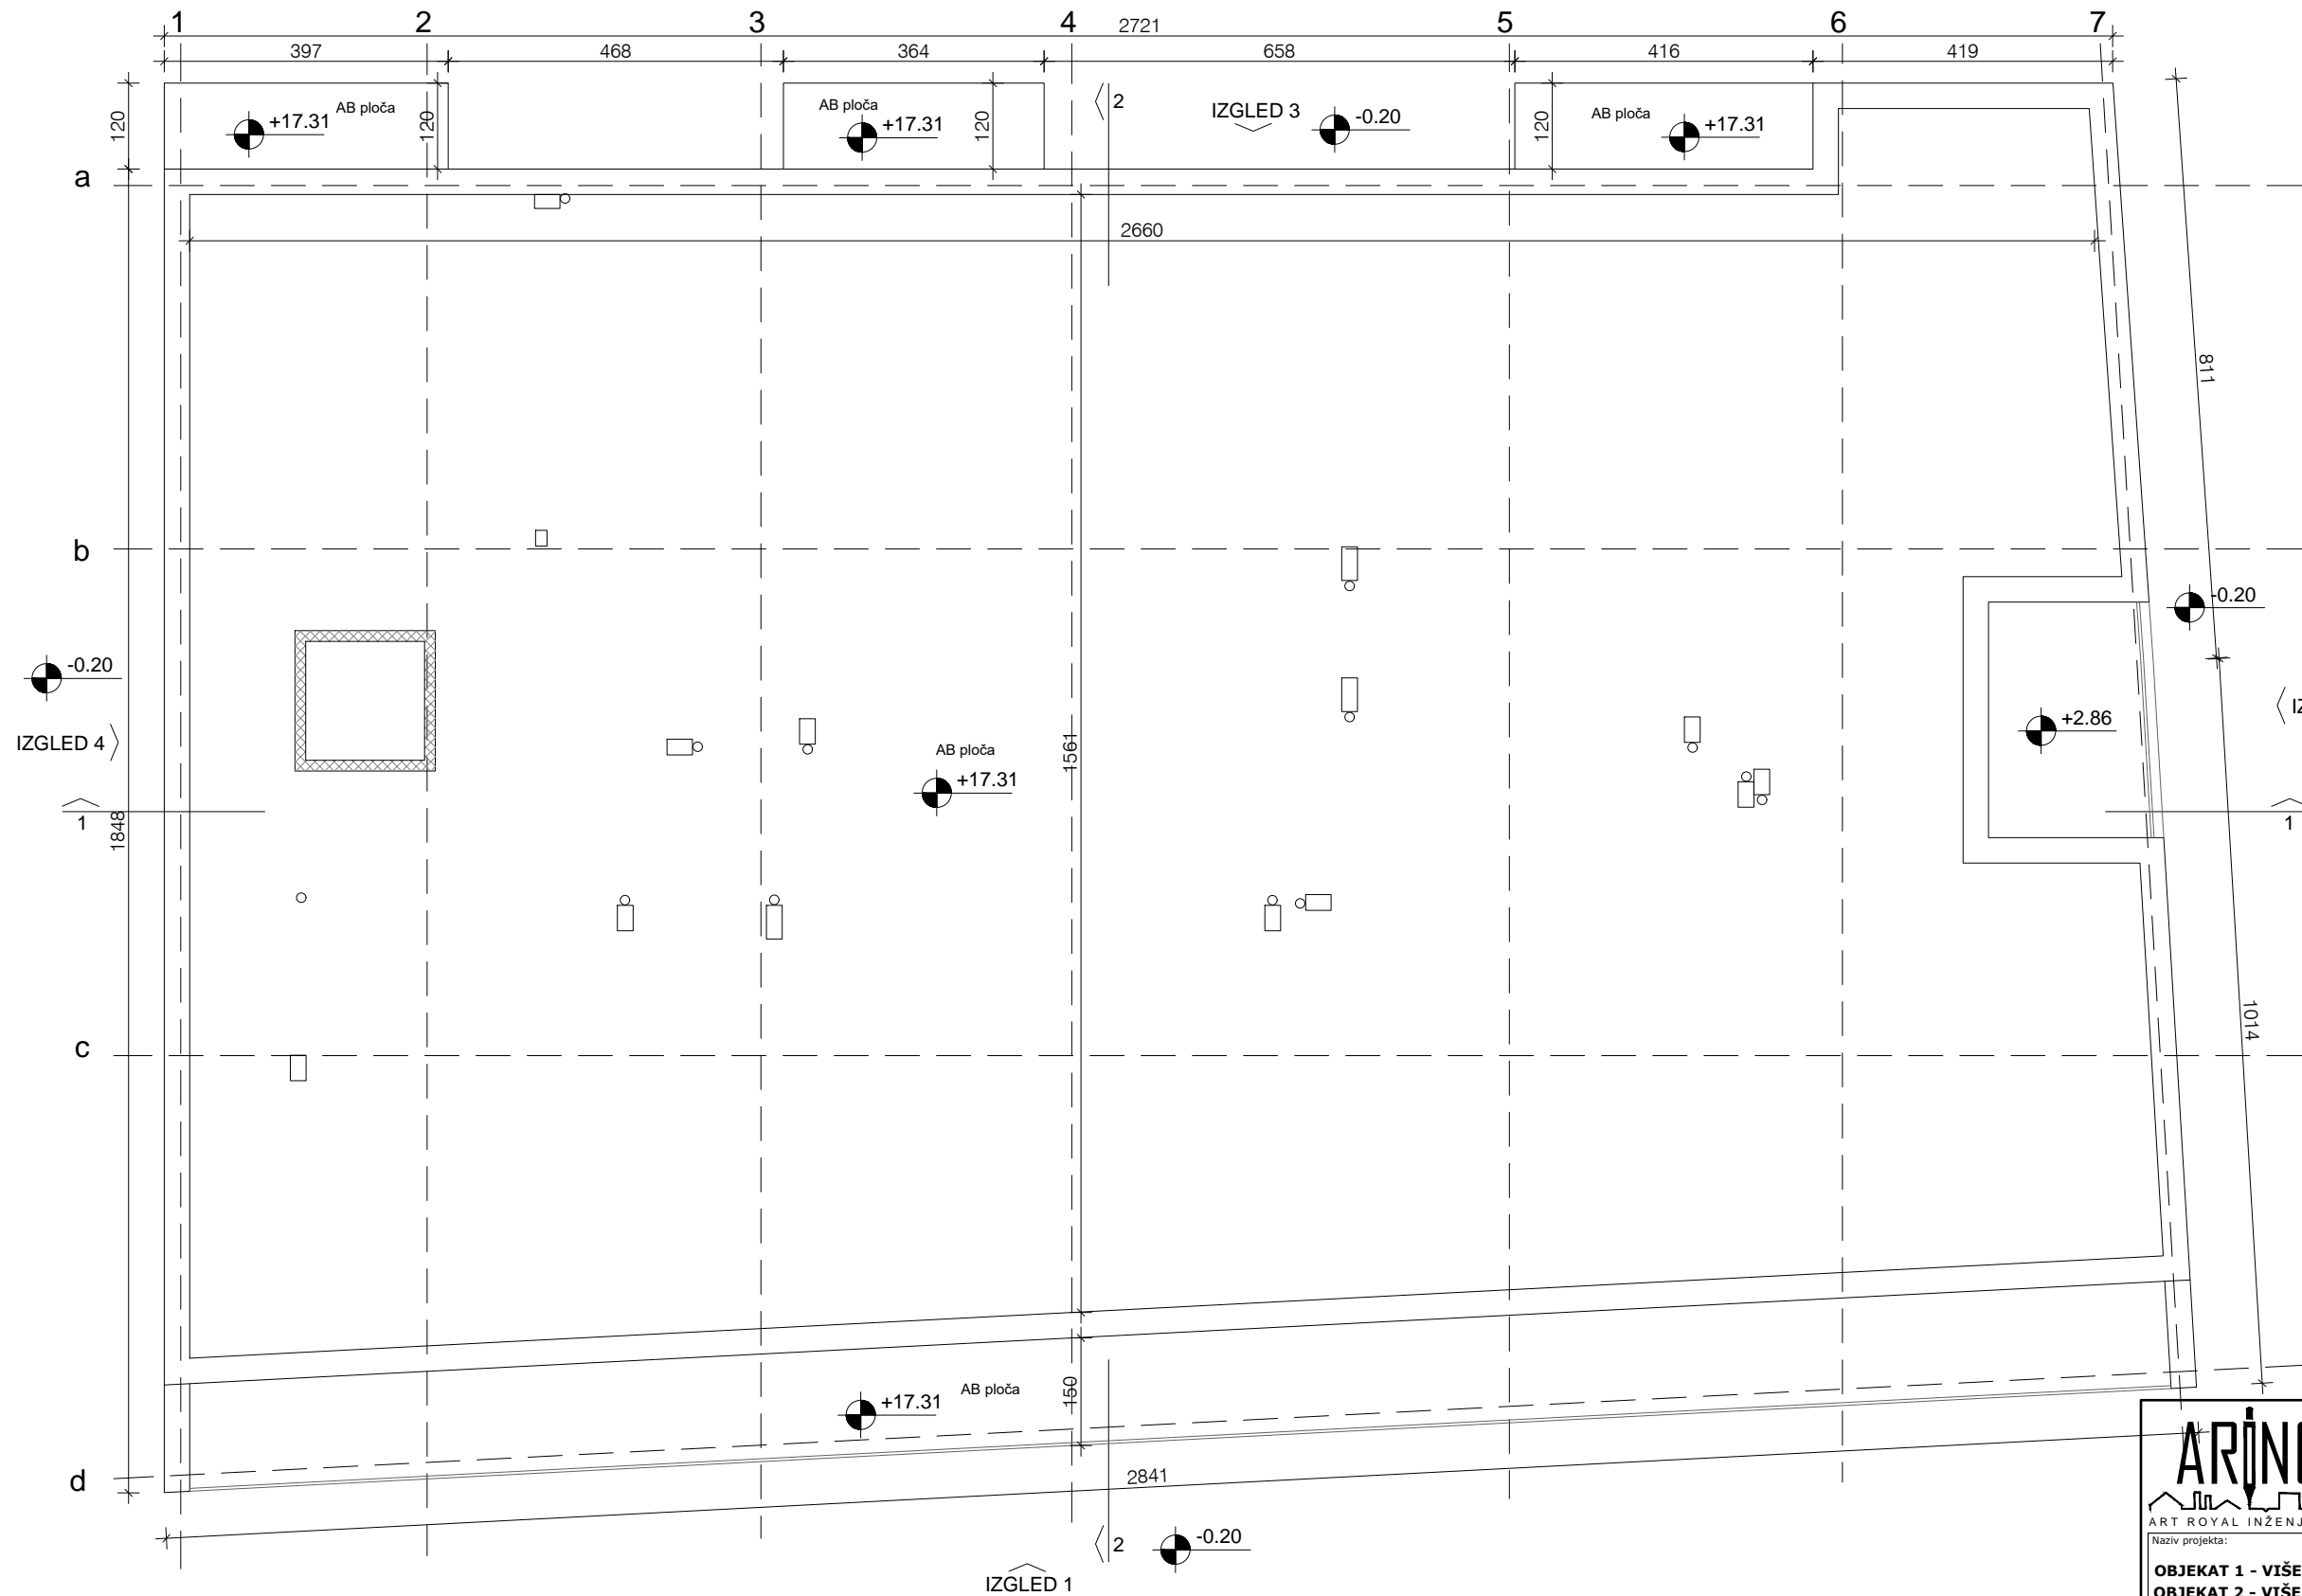 1 2 3 4 5 6 7
2721
397 468 364 658 416 419
120 AB ploča +17.31 120
AB ploča +17.31 120
2
IZGLED 3
-0.20
120 AB ploča +17.31
a
2660
811
b
-0.20
-0.20
IZGLED 4
+2.86
AB ploča
+17.31
1561
1848
1
1
c
1014
AB ploča
+17.31
150
d
2841
2
-0.20
IZGLED 1
ART ROYAL
Naziv projekta:
OBJEKAT 1 - VIŠE
OBJEKAT 2 - VIŠE